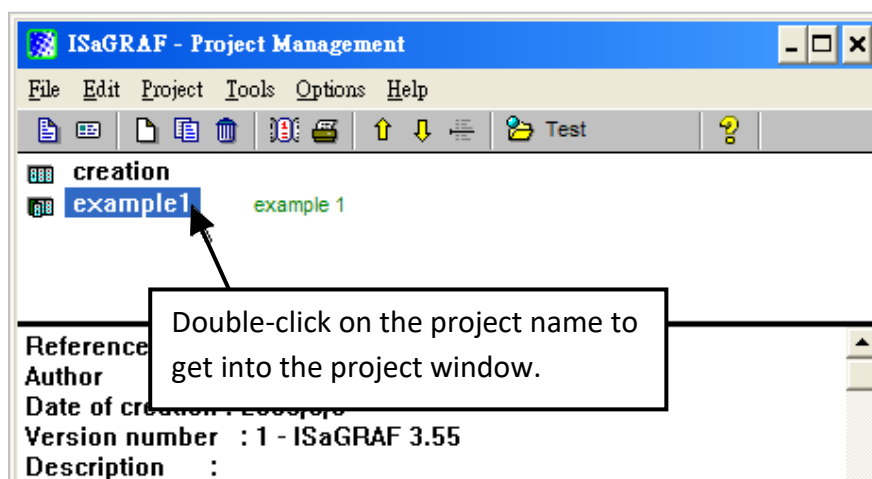 ISaGRAF - Project Management
File Edit Project Tools Options Help
Test
creation
example1 example 1
Double-click on the project name to
get into the project window.
Reference
Author
Date of creation :
Version number : 1 - ISaGRAF 3.55
Description :